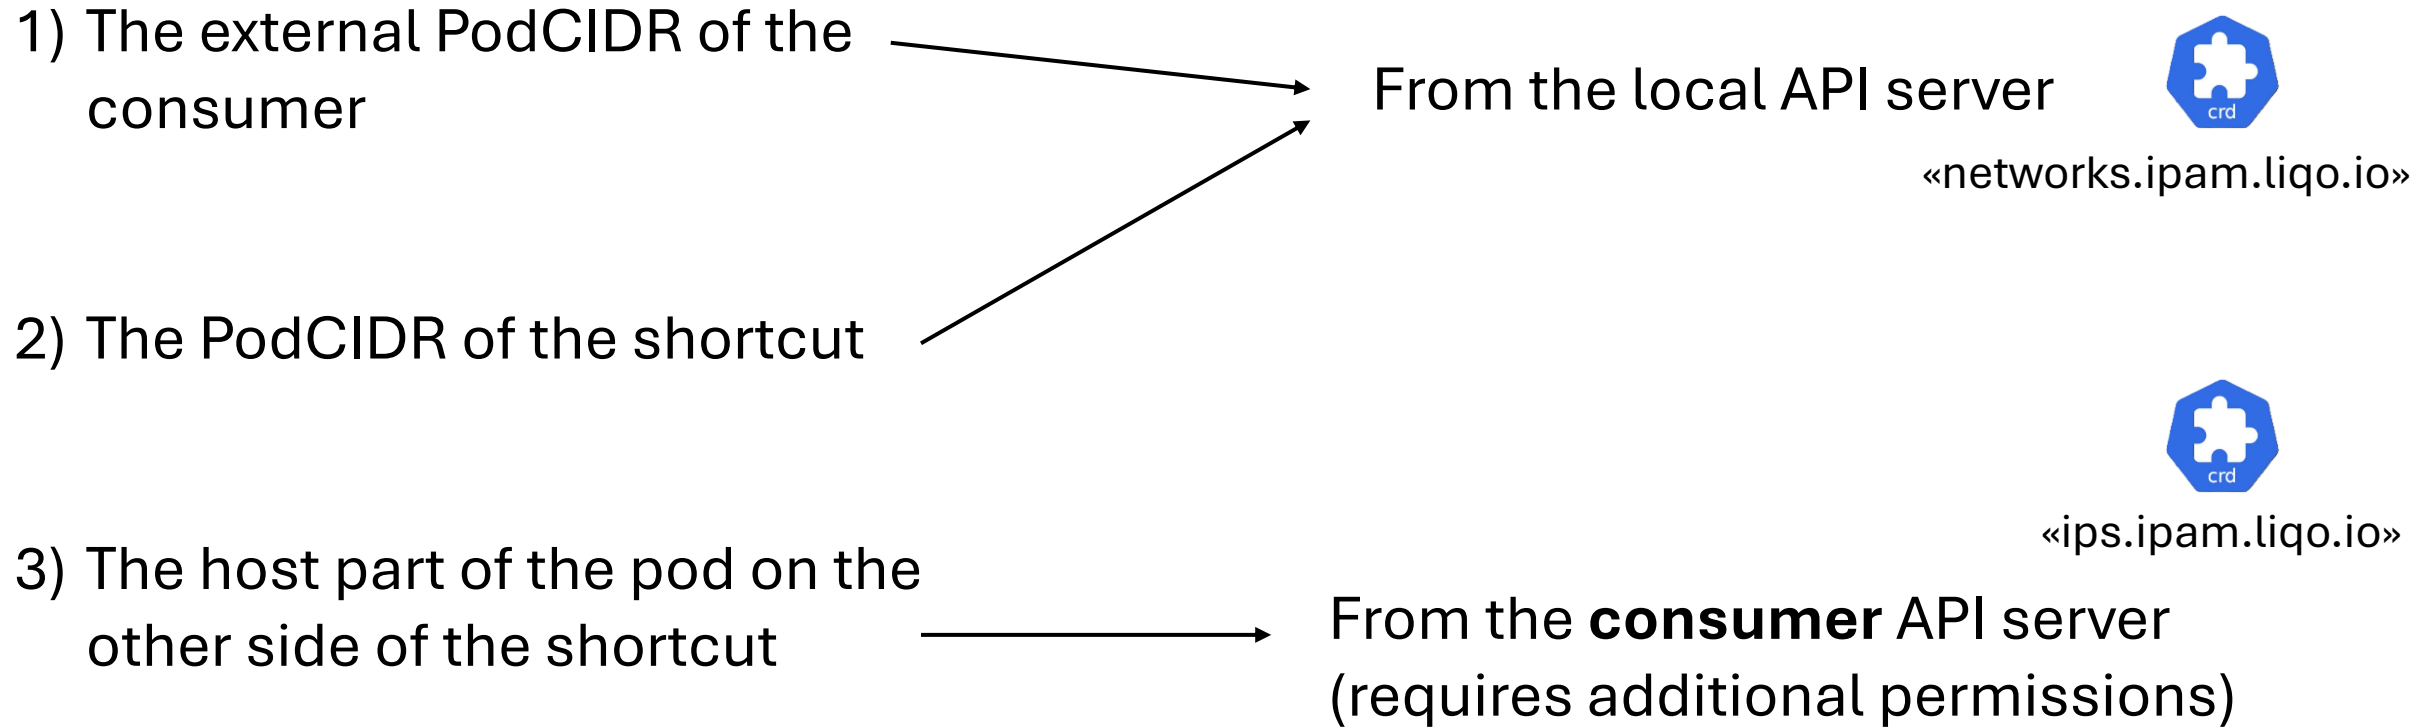 1) The external PodCIDR of the
consumer
From the local API server
crd
«networks.ipam.liqo.io»
2) The PodCIDR of the shortcut
crd
«ips.ipam.liqo.io»
3) The host part of the pod on the
other side of the shortcut
From the consumer API server
(requires additional permissions)